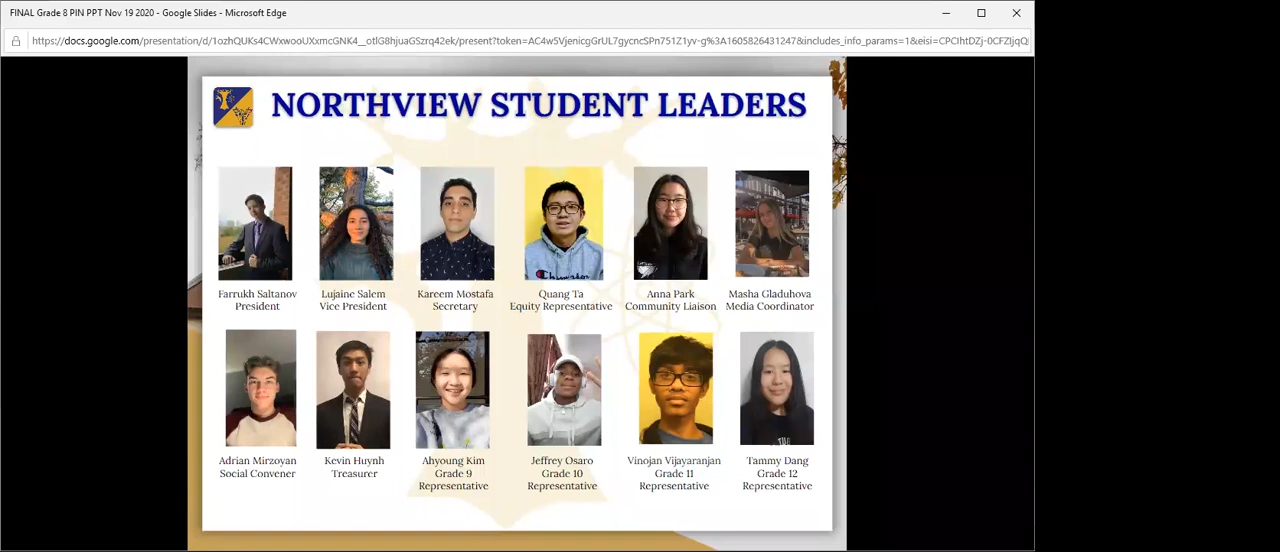 FINAL Grade 8 PIN PPT Nov 19 2020 - Google Slides - Microsoft Edge
NORTHVIEW STUDENT LEADERS
Farrukh Saltanov
President
Lujaine Salem
Vice President
Kareem Mostafa
Secretary
Quang Ta
Equity Representative
Anna Park
Community Liaison
Masha Gladuhova
Media Coordinator
Adrian Mirzoyan
Social Convener
Kevin Huynh
Treasurer
Ahyoung Kim
Grade 9
Representative
Jeffrey Osaro
Grade 10
Representative
Vinojan Vijayaranjan
Grade 11
Representative
Tammy Dang
Grade 12
Representative